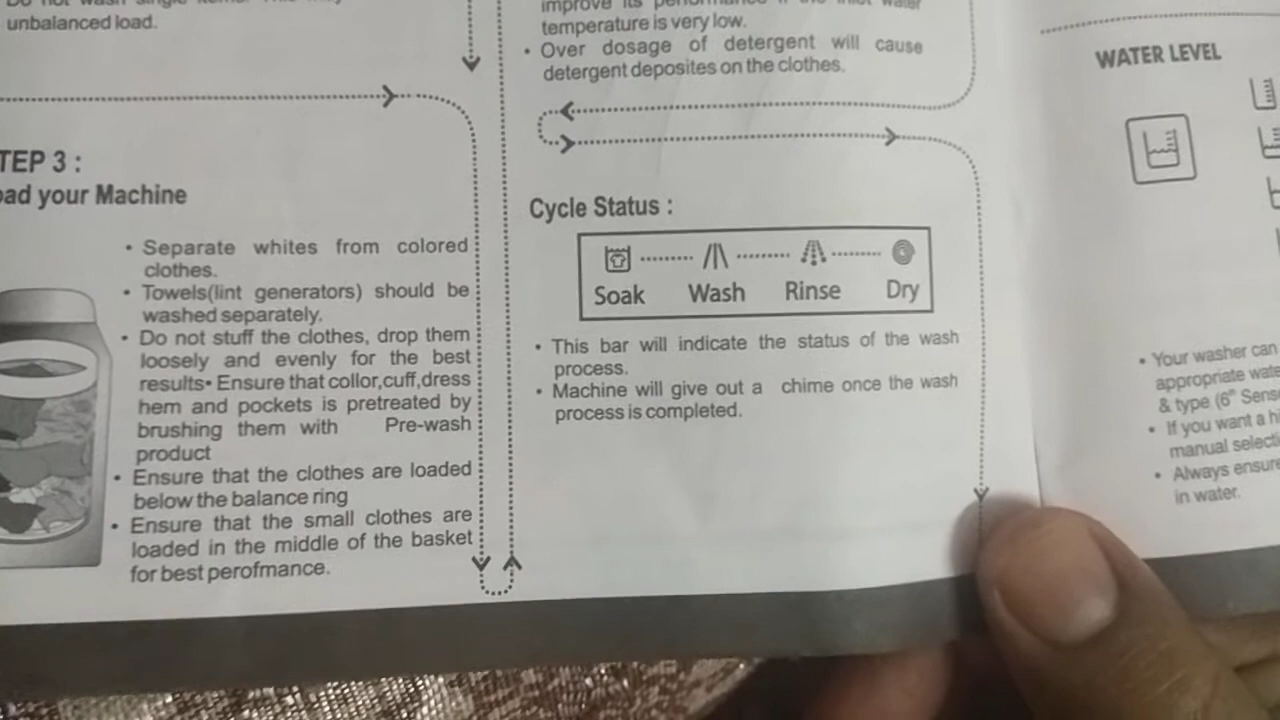 unbalanced load.
TEP 3 :
ad your Machine
• Separate whites from colored
clothes.
• Towels(lint generators) should be
washed separately.
• Do not stuff the clothes, drop them
loosely and evenly for the best
results• Ensure that collor,cuff,dress
hem and pockets is pretreated by
brushing them with Pre-wash
product
• Ensure that the clothes are loaded
below the balance ring
• Ensure that the small clothes are
loaded in the middle of the basket
for best perofmance.
temperature is very low.
• Over dosage of detergent will cause
detergent deposites on the clothes.
Cycle Status :
Soak Wash Rinse Dry
• This bar will indicate the status of the wash
process.
• Machine will give out a chime once the wash
process is completed.
WATER LEVEL
• Your washer can
appropriate wate
& type (6th Sens
• If you want a h
manual selecti
• Always ensure
in water.